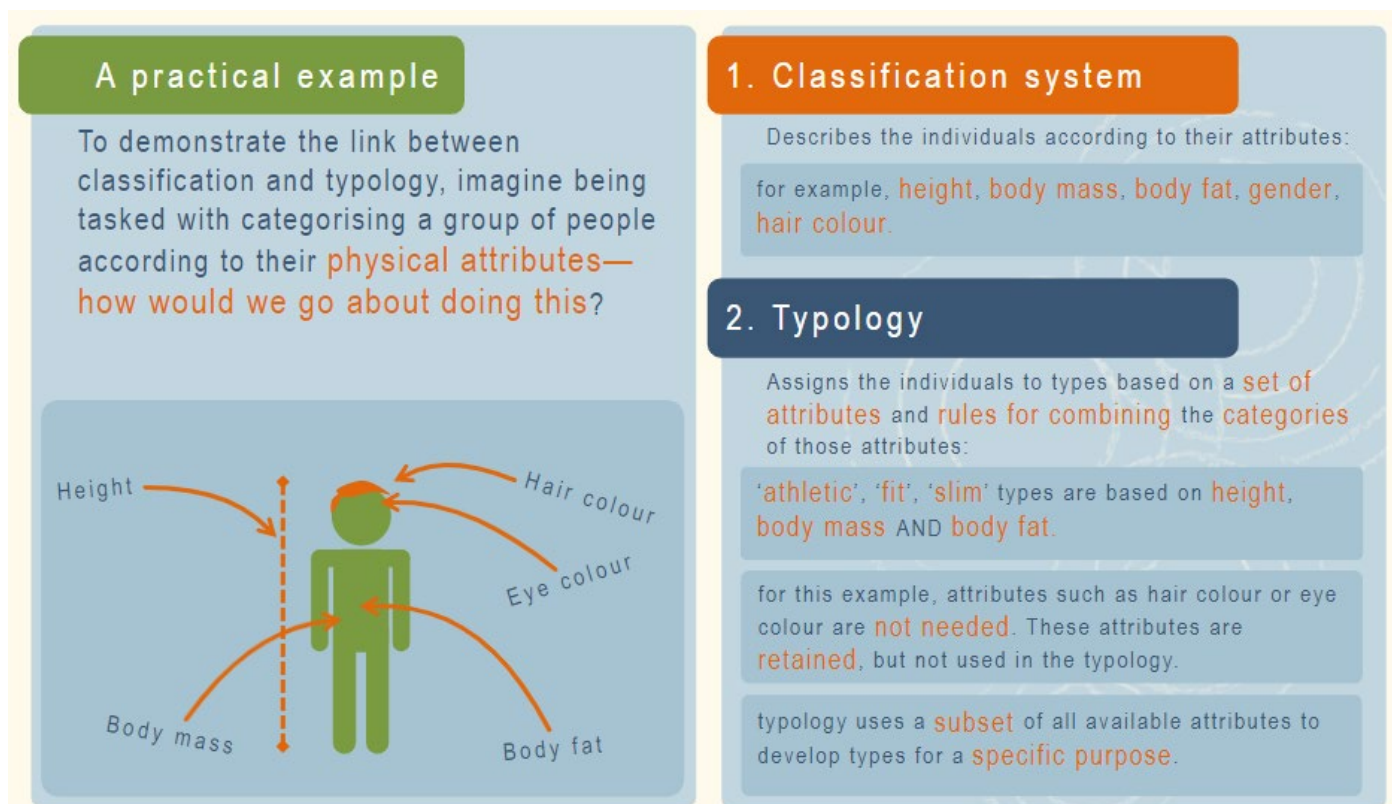 A practical example
To demonstrate the link between
classification and typology, imagine being
tasked with categorising a group of people
according to their physical attributes—
how would we go about doing this?
Height
Hair colour
Eye colour
Body mass
Body fat
1. Classification system
Describes the individuals according to their attributes:
for example, height, body mass, body fat, gender,
hair colour.
2. Typology
Assigns the individuals to types based on a set of
attributes and rules for combining the categories
of those attributes:
‘athletic’, ‘fit’, ‘slim’ types are based on height,
body mass AND body fat.
for this example, attributes such as hair colour or eye
colour are not needed. These attributes are
retained, but not used in the typology.
typology uses a subset of all available attributes to
develop types for a specific purpose.